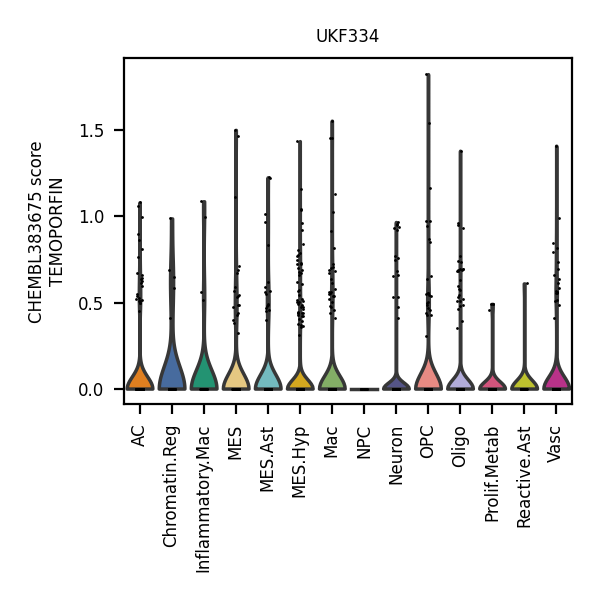 UKF334
CHEMBL383675 score
TEMOPORFIN
1.5
1.0
0.5
0.0
AC
Chromatin.Reg
Inflammatory.Mac
MES
MES.Ast
MES.Hyp
Mac
NPC
Neuron
OPC
Oligo
Prolif.Metab
Reactive.Ast
Vasc